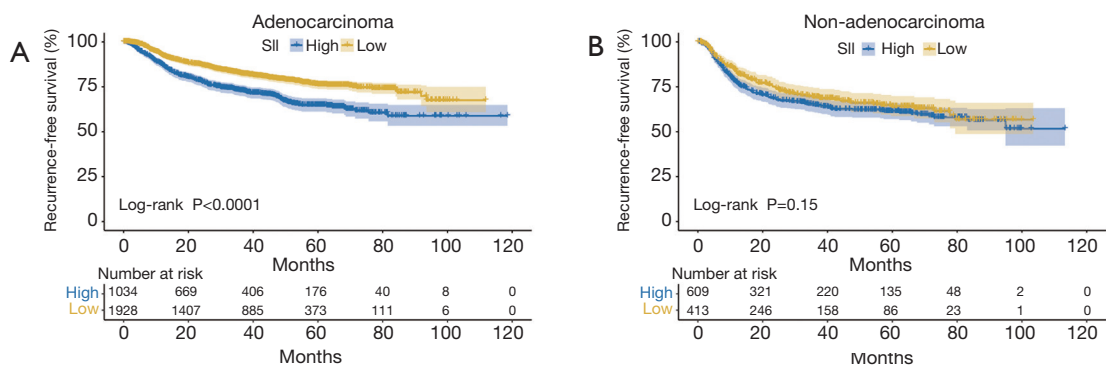 A
Adenocarcinoma
SII High Low
Recurrence-free survival (%)
100
75
50
25
0
Log-rank P<0.0001
0 20 40 60 80 100 120
Months
Number at risk
High 1034 669 406 176 40 8 0
Low 1928 1407 885 373 111 6 0
0 20 40 60 80 100 120
Months
B
Non-adenocarcinoma
SII High Low
Recurrence-free survival (%)
100
75
50
25
0
Log-rank P=0.15
0 20 40 60 80 100 120
Months
Number at risk
High 609 321 220 135 48 2 0
Low 413 246 158 86 23 1 0
0 20 40 60 80 100 120
Months